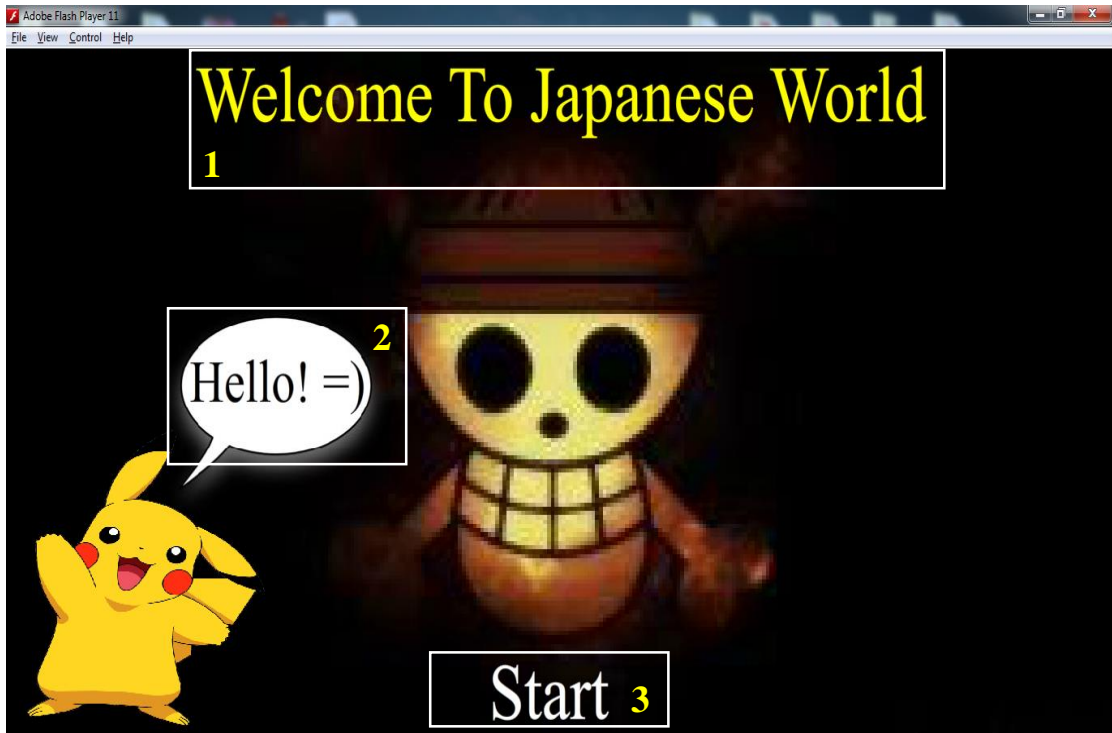 Adobe Flash Player 11
File View Control Help
Welcome To Japanese World
1
2
Hello! =)
Start 3